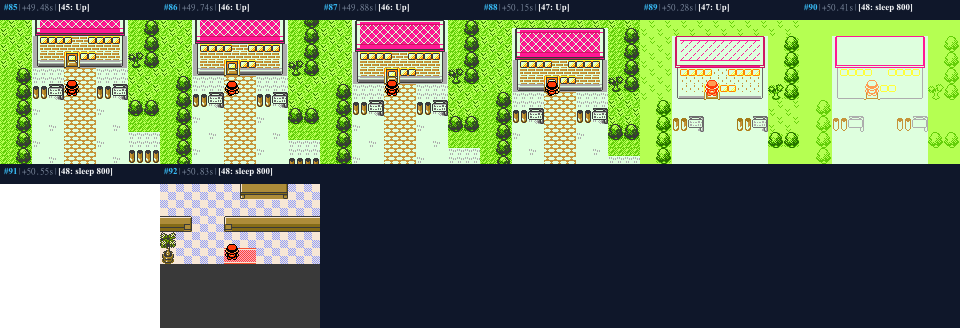 #85|+49.48s| [45: Up]
#86|+49.74s| [46: Up]
#87|+49.88s| [46: Up]
#88|+50.15s| [47: Up]
#89|+50.28s| [47: Up]
#90|+50.41s| [48: sleep 800]
#91|+50.55s| [48: sleep 800]
#92|+50.83s| [48: sleep 800]